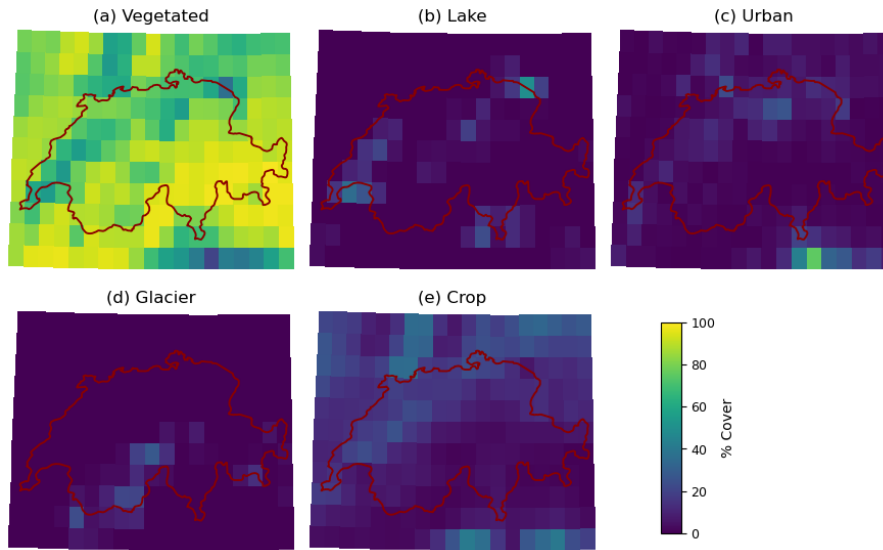 (a) Vegetated
(b) Lake
(c) Urban
(d) Glacier
(e) Crop
100
80
60
40
20
0
% Cover